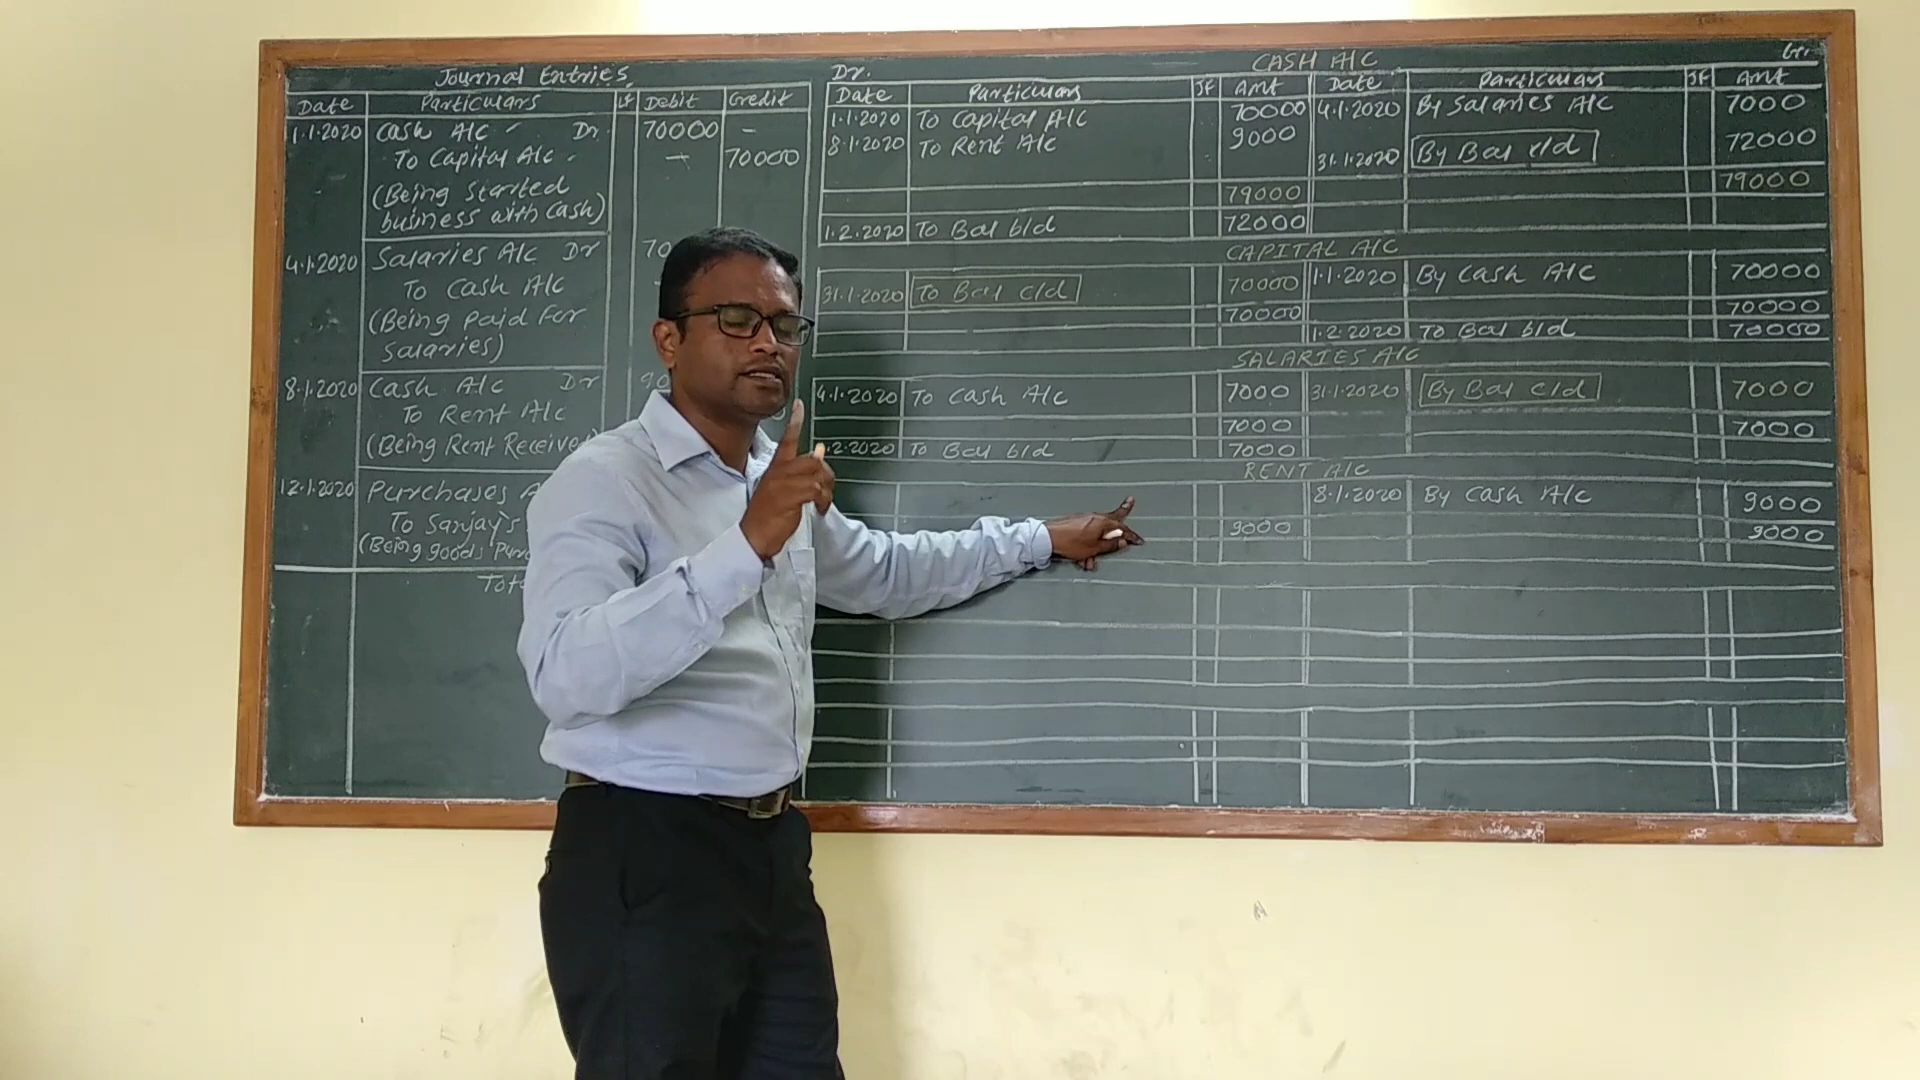 Journal Entries
Date Particulars LF Debit Credit
1.1.2020 Cash A/c Dr. 70000 -
To Capital A/c - 70000
(Being Started
business with Cash)
4.1.2020 Salaries A/c Dr 70
To Cash A/c
(Being Paid For
Salaries)
8.1.2020 Cash A/c Dr 90
To Rent A/c
(Being Rent Received
12.1.2020 Purchases A
To Sanjay's
(Being goods Purc
Tot
Dr. CASH A/C Cr.
Date Particulars JF Amt Date Particulars JF Amt
1.1.2020 To Capital A/c 70000 4.1.2020 By Salaries A/c 7000
8.1.2020 To Rent A/c 9000 31.1.2020 By Bal c/d 72000
79000 79000
1.2.2020 To Bal b/d 72000
CAPITAL A/C
31.1.2020 To Bal c/d 70000 1.1.2020 By Cash A/c 70000
70000 70000
1.2.2020 To Bal b/d 70000
SALARIES A/C
4.1.2020 To Cash A/c 7000 31.1.2020 By Bal c/d 7000
7000 7000
.2.2020 To Bal b/d 7000
RENT A/C
8.1.2020 By Cash A/c 9000
9000 9000